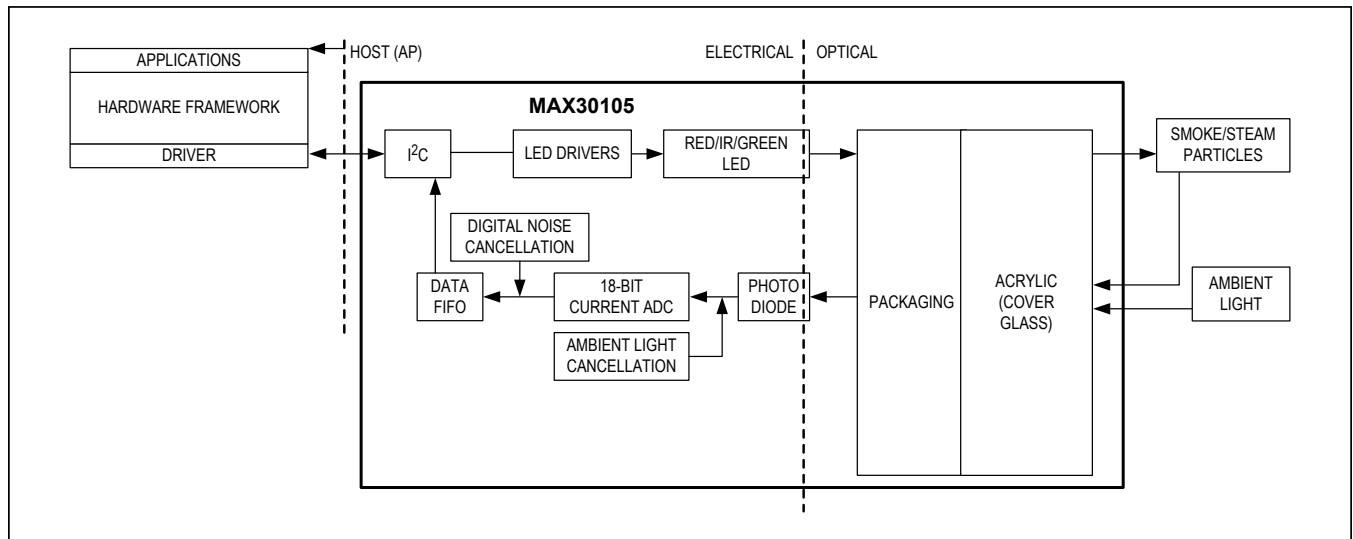 HOST (AP)
ELECTRICAL
OPTICAL
APPLICATIONS
HARDWARE FRAMEWORK
DRIVER
MAX30105
I²C
LED DRIVERS
RED/IR/GREEN
LED
SMOKE/STEAM
PARTICLES
DIGITAL NOISE
CANCELLATION
DATA
FIFO
18-BIT
CURRENT ADC
PHOTO
DIODE
AMBIENT LIGHT
CANCELLATION
PACKAGING
ACRYLIC
(COVER
GLASS)
AMBIENT
LIGHT